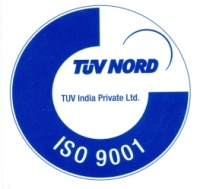 TÜV NORD
TUV India Private Ltd.
ISO 9001